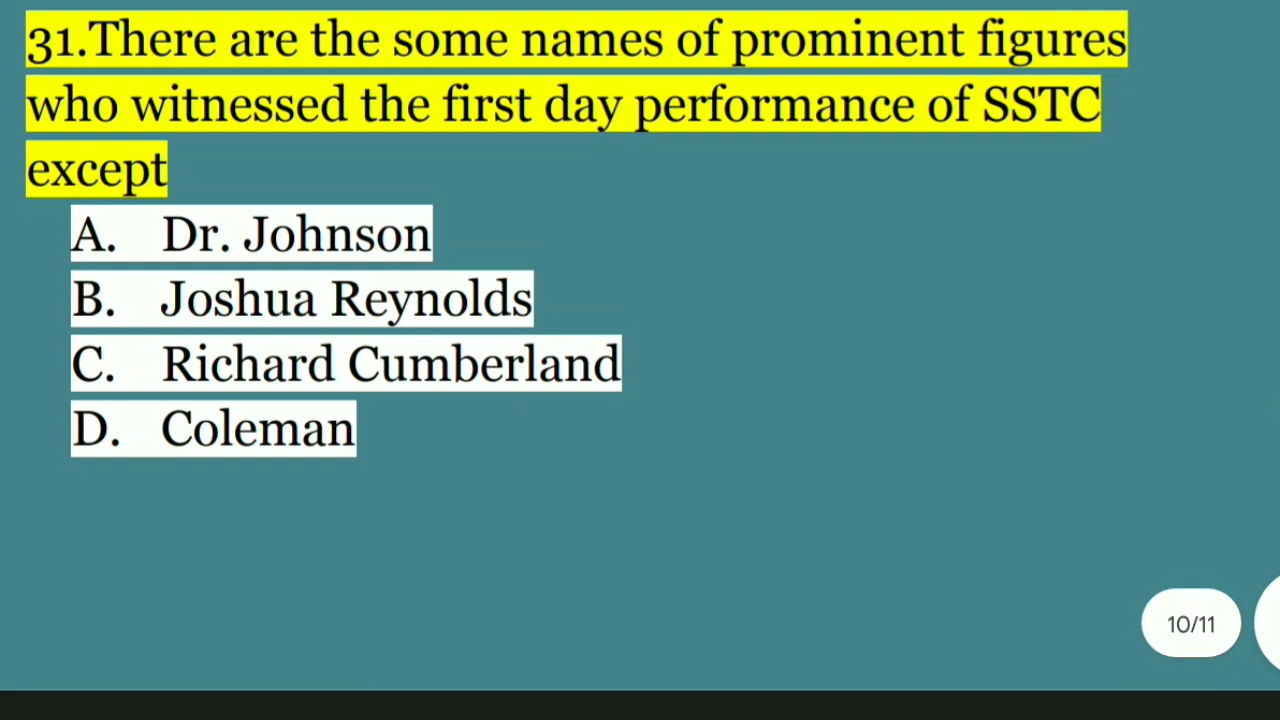 31.There are the some names of prominent figures
who witnessed the first day performance of SSTC
except
A. Dr. Johnson
B. Joshua Reynolds
C. Richard Cumberland
D. Coleman
10/11